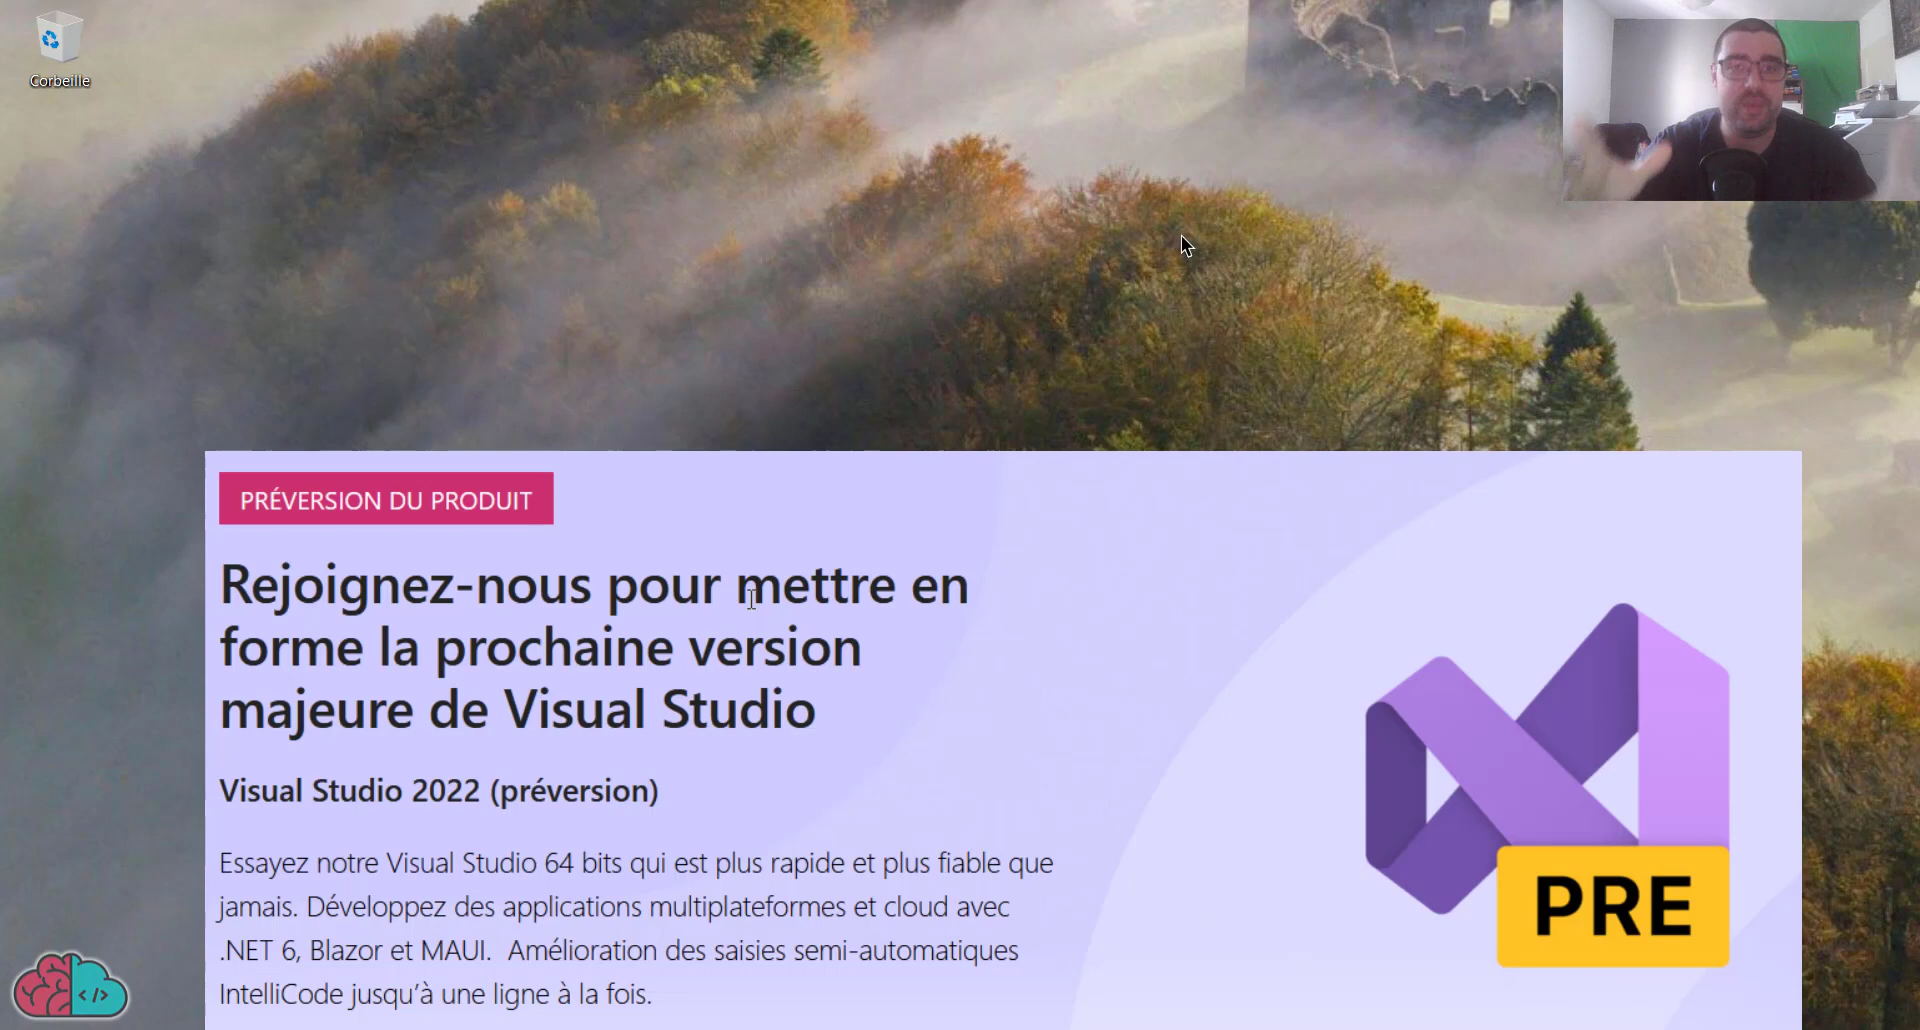 Corbeille
PRÉVERSION DU PRODUIT
Rejoignez-nous pour mettre en
forme la prochaine version
majeure de Visual Studio
Visual Studio 2022 (préversion)
Essayez notre Visual Studio 64 bits qui est plus rapide et plus fiable que
jamais. Développez des applications multiplateformes et cloud avec
.NET 6, Blazor et MAUI.  Amélioration des saisies semi-automatiques
IntelliCode jusqu’à une ligne à la fois.
PRE
</>